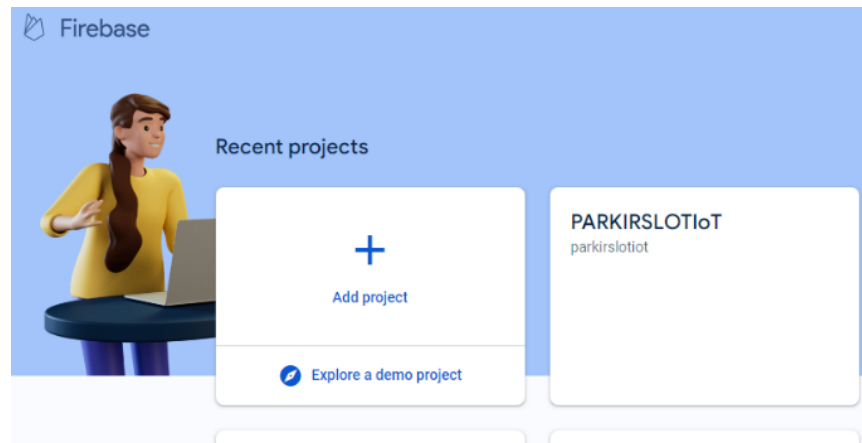 Firebase
Recent projects
Add project
Explore a demo project
PARKIRSLOTIoT
parkirslotiot